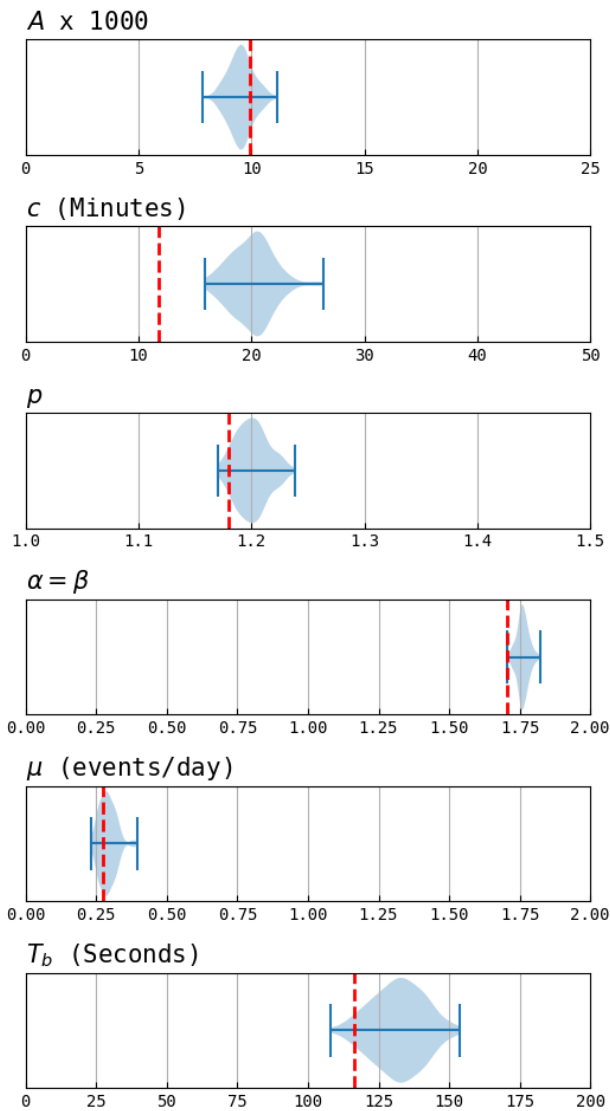 A x 1000
0 5 10 15 20 25
c (Minutes)
0 10 20 30 40 50
p
1.0 1.1 1.2 1.3 1.4 1.5
α = β
0.00 0.25 0.50 0.75 1.00 1.25 1.50 1.75 2.00
μ (events/day)
0.00 0.25 0.50 0.75 1.00 1.25 1.50 1.75 2.00
T_b (Seconds)
0 25 50 75 100 125 150 175 200